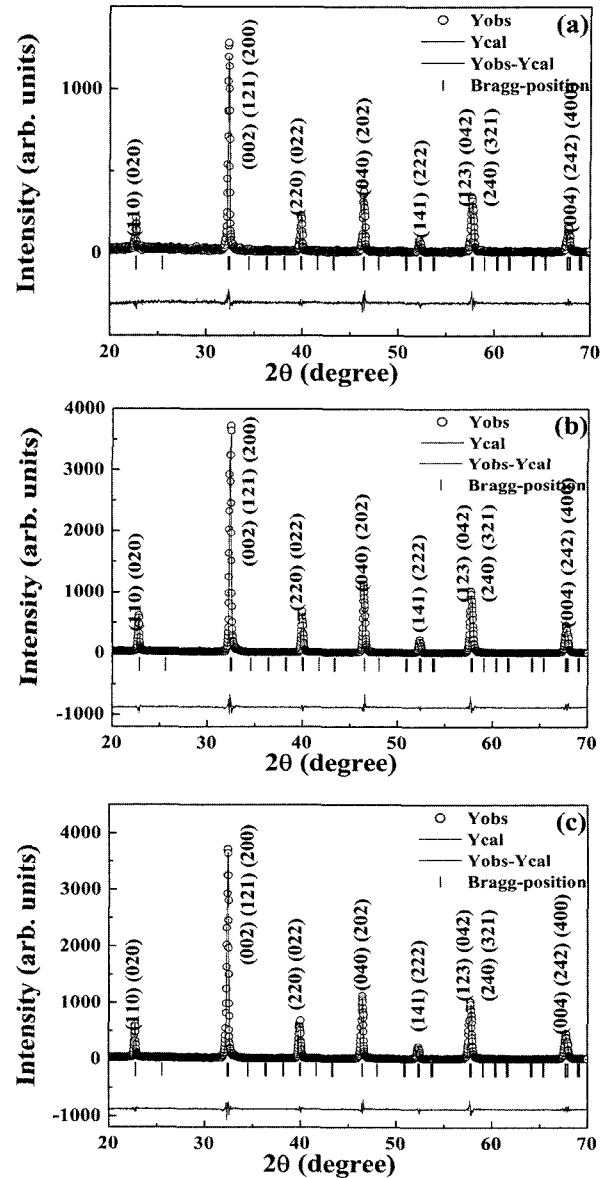 (a)
Yobs
Ycal
Yobs-Ycal
Bragg-position
(110) (020)
(002) (121) (200)
(220) (022)
(040) (202)
(141) (222)
(123) (042)
(240) (321)
(004) (242) (400)
1000
0
Intensity (arb. units)
20 30 40 50 60 70
2θ (degree)
(b)
Yobs
Ycal
Yobs-Ycal
Bragg-position
(110) (020)
(002) (121) (200)
(220) (022)
(040) (202)
(141) (222)
(123) (042)
(240) (321)
(004) (242) (400)
4000
3000
2000
1000
0
-1000
Intensity (arb. units)
20 30 40 50 60 70
2θ (degree)
(c)
Yobs
Ycal
Yobs-Ycal
Bragg-position
(110) (020)
(002) (121) (200)
(220) (022)
(040) (202)
(141) (222)
(123) (042)
(240) (321)
(004) (242) (400)
4000
3000
2000
1000
0
-1000
Intensity (arb. units)
20 30 40 50 60 70
2θ (degree)